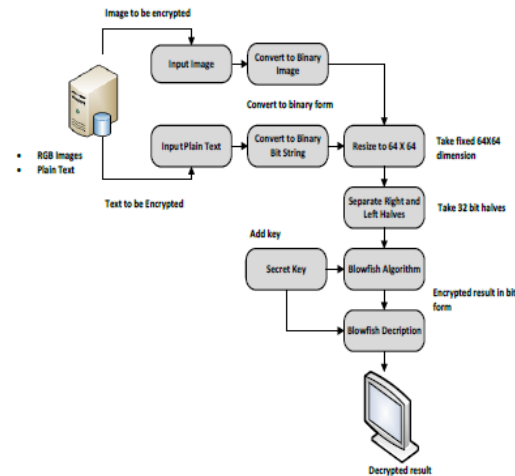 Image to be encrypted
Input Image
Convert to Binary
Image
Convert to binary form
• RGB Images
• Plain Text
Input Plain Text
Convert to Binary
Bit String
Resize to 64 X 64
Take fixed 64X64
dimension
Text to be Encrypted
Separate Right and
Left Halves
Take 32 bit halves
Add key
Secret Key
Blowfish Algorithm
Encrypted result in bit
form
Blowfish Decription
Decrypted result